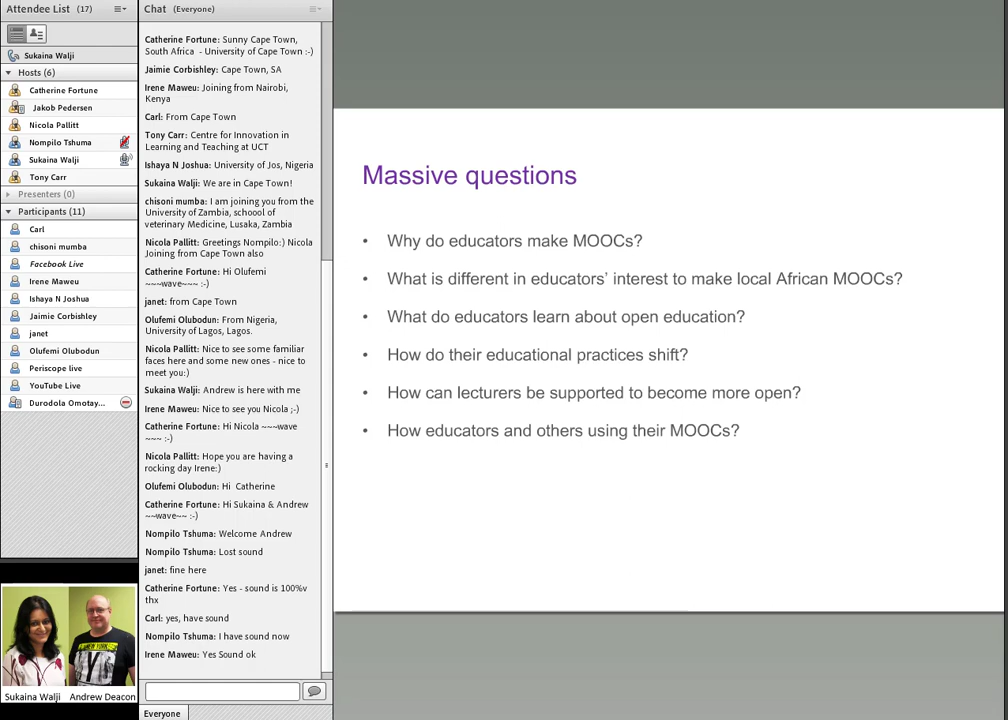 Attendee List (17)
Sukaina Walji
Hosts (6)
Catherine Fortune
Jakob Pedersen
Nicola Pallitt
Nompilo Tshuma
Sukaina Walji
Tony Carr
Presenters (0)
Participants (11)
Carl
chisoni mumba
Facebook Live
Irene Maweu
Ishaya N Joshua
Jaimie Corbishley
janet
Olufemi Olubodun
Periscope live
YouTube Live
Durodola Omotay...
Sukaina Walji
Andrew Deacon
Chat (Everyone)
Catherine Fortune: Sunny Cape Town,
South Africa - University of Cape Town :-)
Jaimie Corbishley: Cape Town, SA
Irene Maweu: Joining from Nairobi,
Kenya
Carl: From Cape Town
Tony Carr: Centre for Innovation in
Learning and Teaching at UCT
Ishaya N Joshua: University of Jos, Nigeria
Sukaina Walji: We are in Cape Town!
chisoni mumba: I am joining you from the
University of Zambia, schoool of
veterinary Medicine, Lusaka, Zambia
Nicola Pallitt: Greetings Nompilo:) Nicola
Joining from Cape Town also
Catherine Fortune: Hi Olufemi
~~~wave~~~ :-)
janet: from Cape Town
Olufemi Olubodun: From Nigeria,
University of Lagos, Lagos.
Nicola Pallitt: Nice to see some familiar
faces here and some new ones - nice to
meet you:)
Sukaina Walji: Andrew is here with me
Irene Maweu: Nice to see you Nicola ;-)
Catherine Fortune: Hi Nicola ~~~wave
~~~ :-)
Nicola Pallitt: Hope you are having a
rocking day Irene:)
Olufemi Olubodun: Hi Catherine
Catherine Fortune: Hi Sukaina & Andrew
~~wave~~ :-)
Nompilo Tshuma: Welcome Andrew
Nompilo Tshuma: Lost sound
janet: fine here
Catherine Fortune: Yes - sound is 100%v
thx
Carl: yes, have sound
Nompilo Tshuma: I have sound now
Irene Maweu: Yes Sound ok
Everyone
Massive questions
• Why do educators make MOOCs?
• What is different in educators’ interest to make local African MOOCs?
• What do educators learn about open education?
• How do their educational practices shift?
• How can lecturers be supported to become more open?
• How educators and others using their MOOCs?